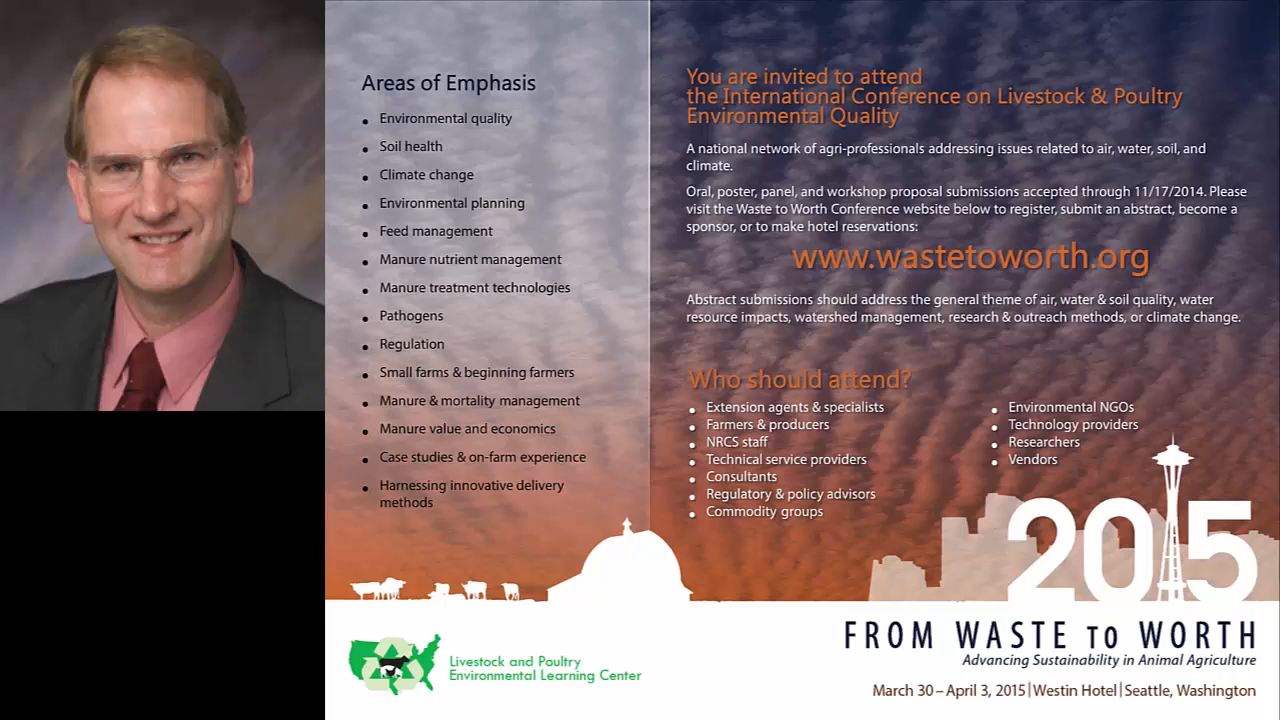 Areas of Emphasis
Environmental quality
Soil health
Climate change
Environmental planning
Feed management
Manure nutrient management
Manure treatment technologies
Pathogens
Regulation
Small farms & beginning farmers
Manure & mortality management
Manure value and economics
Case studies & on-farm experience
Harnessing innovative delivery
methods
You are invited to attend
the International Conference on Livestock & Poultry
Environmental Quality
A national network of agri-professionals addressing issues related to air, water, soil, and
climate.
Oral, poster, panel, and workshop proposal submissions accepted through 11/17/2014. Please
visit the Waste to Worth Conference website below to register, submit an abstract, become a
sponsor, or to make hotel reservations:
www.wastetoworth.org
Abstract submissions should address the general theme of air, water & soil quality, water
resource impacts, watershed management, research & outreach methods, or climate change.
Who should attend?
Extension agents & specialists
Farmers & producers
NRCS staff
Technical service providers
Consultants
Regulatory & policy advisors
Commodity groups
Environmental NGOs
Technology providers
Researchers
Vendors
2015
FROM WASTE TO WORTH
Advancing Sustainability in Animal Agriculture
March 30 – April 3, 2015|Westin Hotel|Seattle, Washington
Livestock and Poultry
Environmental Learning Center